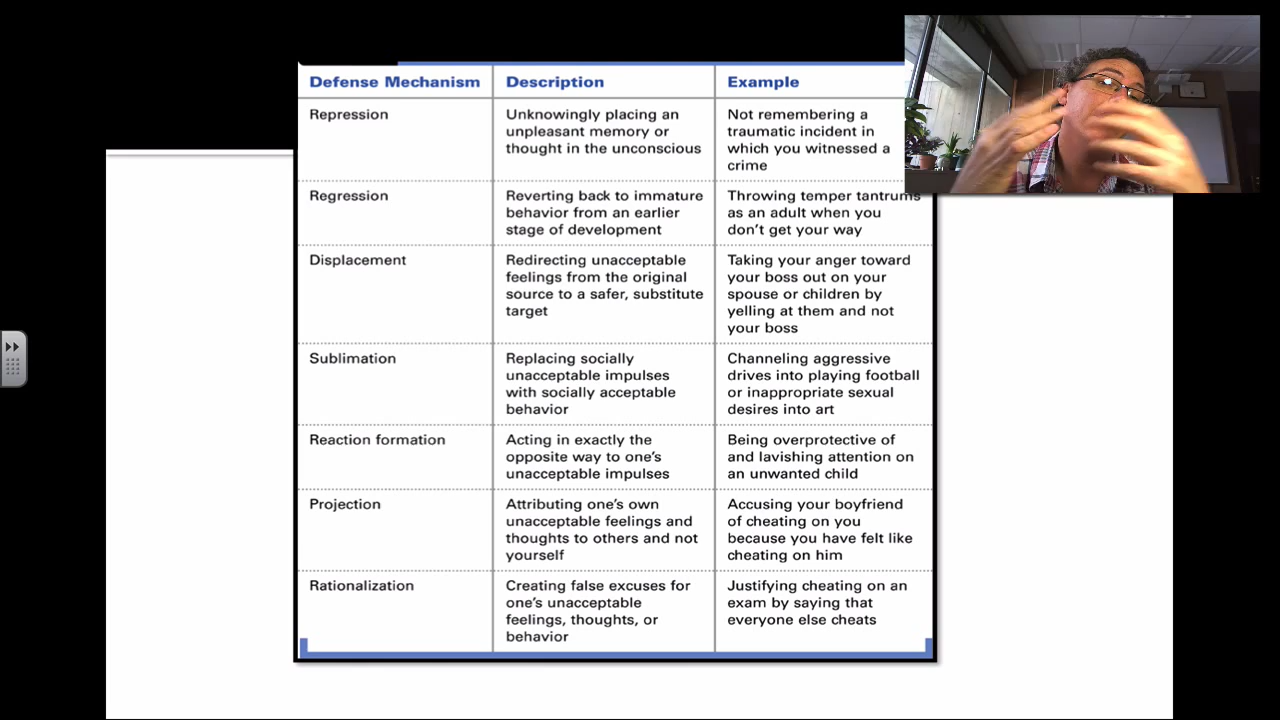 Defense Mechanism Description Example
Repression Unknowingly placing an Not remembering a
unpleasant memory or traumatic incident in
thought in the unconscious which you witnessed a
crime
Regression Reverting back to immature Throwing temper tantrums
behavior from an earlier as an adult when you
stage of development don't get your way
Displacement Redirecting unacceptable Taking your anger toward
feelings from the original your boss out on your
source to a safer, substitute spouse or children by
target yelling at them and not
your boss
Sublimation Replacing socially Channeling aggressive
unacceptable impulses drives into playing football
with socially acceptable or inappropriate sexual
behavior desires into art
Reaction formation Acting in exactly the Being overprotective of
opposite way to one's and lavishing attention on
unacceptable impulses an unwanted child
Projection Attributing one's own Accusing your boyfriend
unacceptable feelings and of cheating on you
thoughts to others and not because you have felt like
yourself cheating on him
Rationalization Creating false excuses for Justifying cheating on an
one's unacceptable exam by saying that
feelings, thoughts, or everyone else cheats
behavior